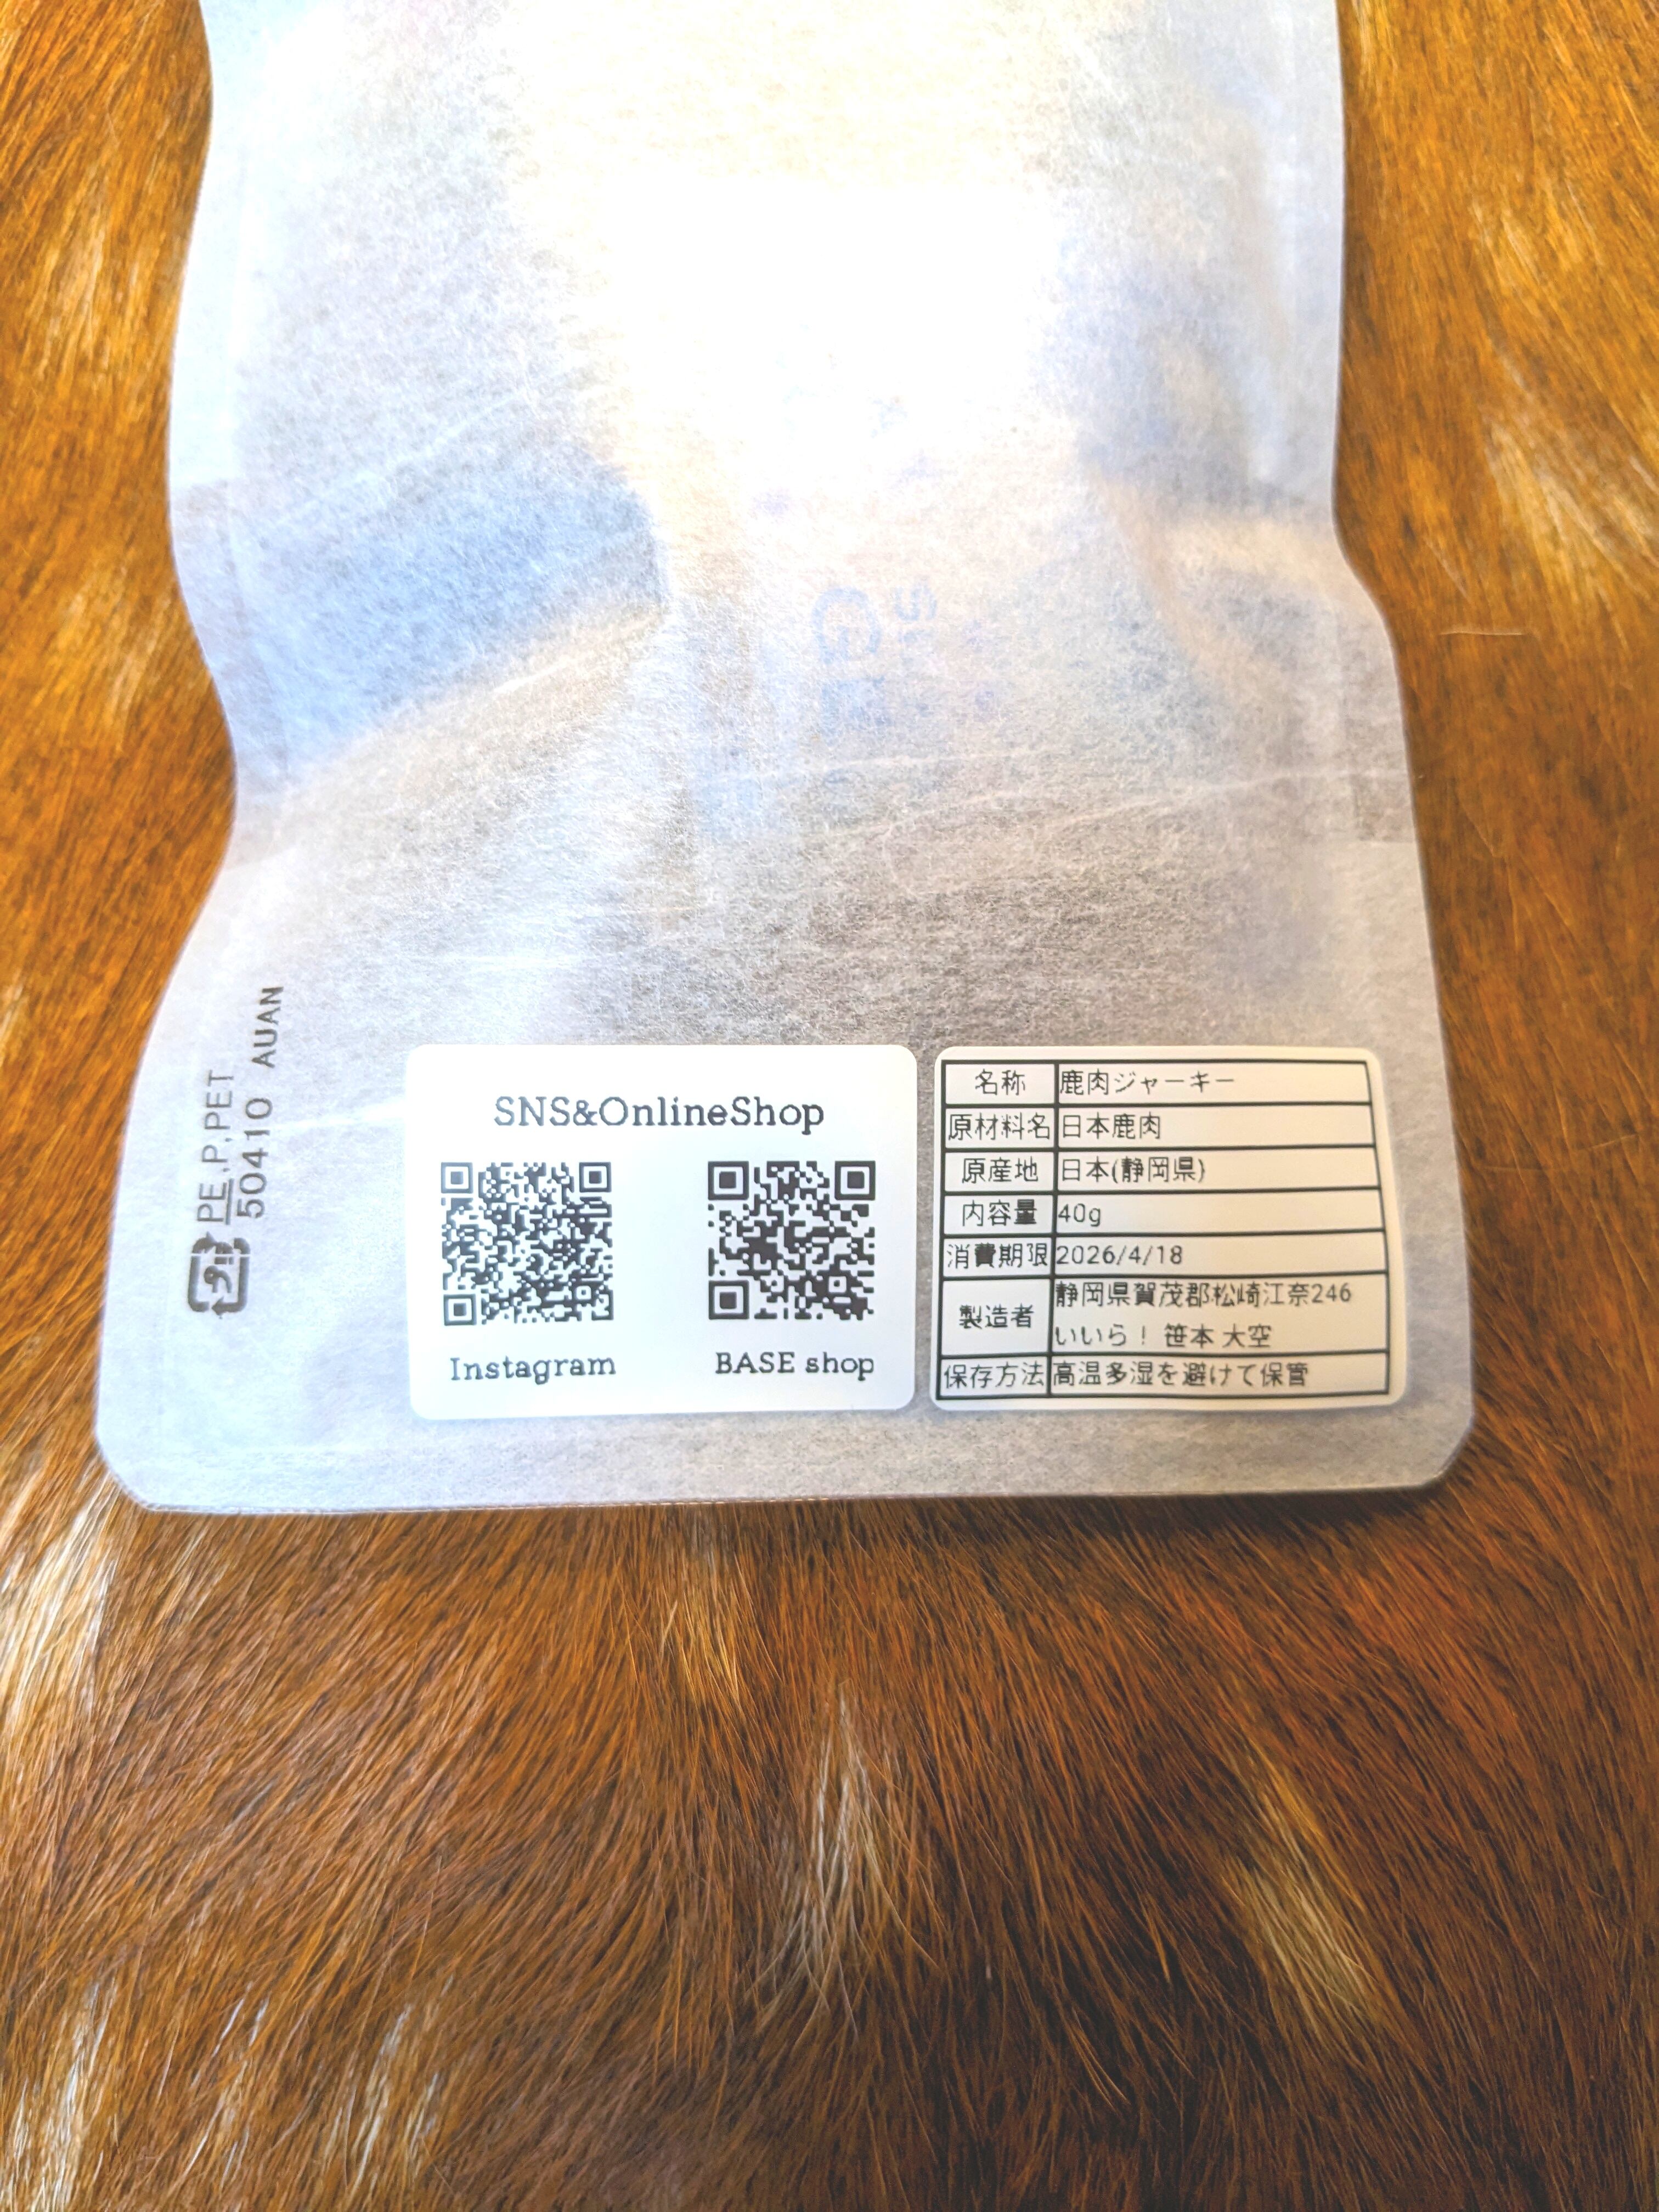 PE,P,PET
50410 AUAN
SNS&OnlineShop
Instagram
BASE shop
名称 鹿肉ジャーキー
原材料名 日本鹿肉
原産地 日本(静岡県)
内容量 40g
消費期限 2026/4/18
製造者 静岡県賀茂郡松崎江奈246
いいら！ 笹本 大空
保存方法 高温多湿を避けて保管